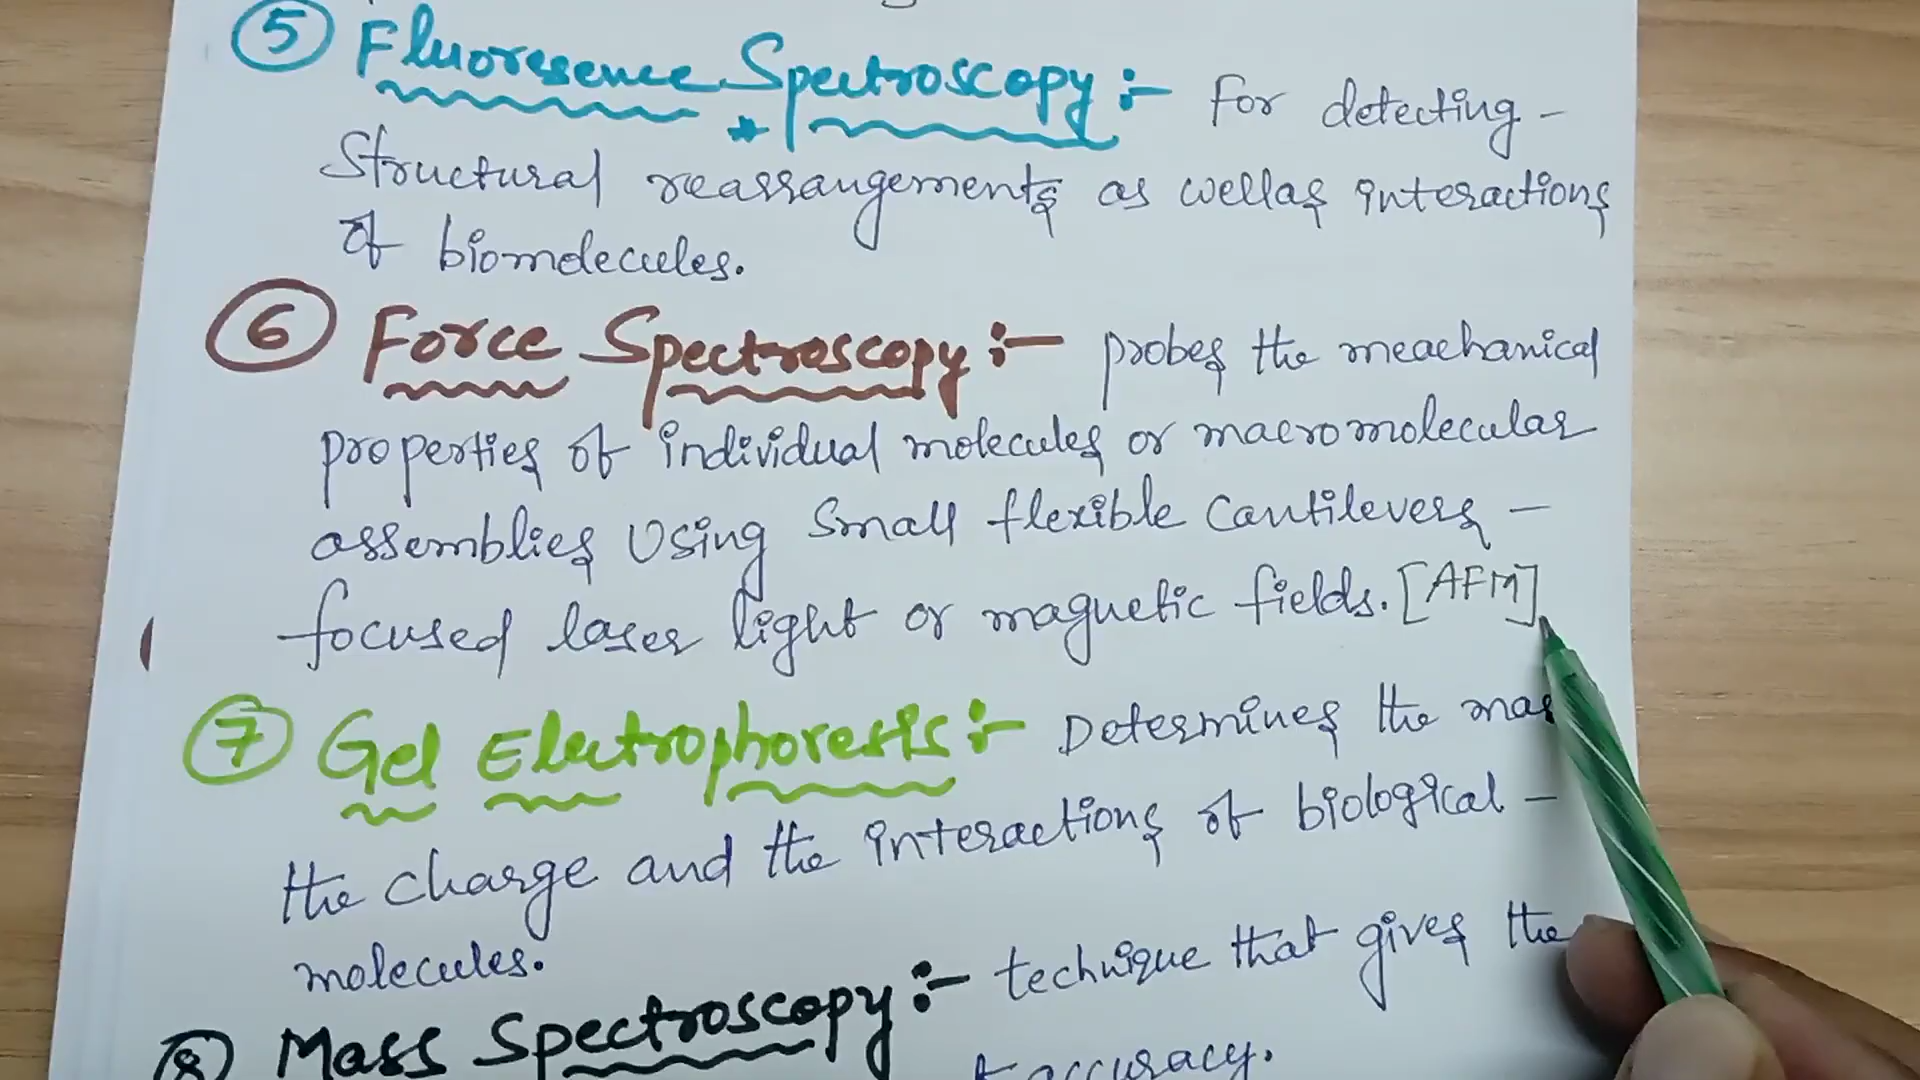 ⑤ Fluoresence Spectroscopy :- For detecting -
Structural rearrangements as well as interactions
of biomolecules.
⑥ Force Spectroscopy :- probes the meachanical
properties of individual molecules or macromolecular
assemblies Using small flexible cantilevers -
focused laser light or magnetic fields. [AFM]
⑦ Gel Electrophoresis :- Determines the mas
the charge and the interactions of biological -
molecules.
⑧ Mass Spectroscopy :- technique that gives the
accuracy.